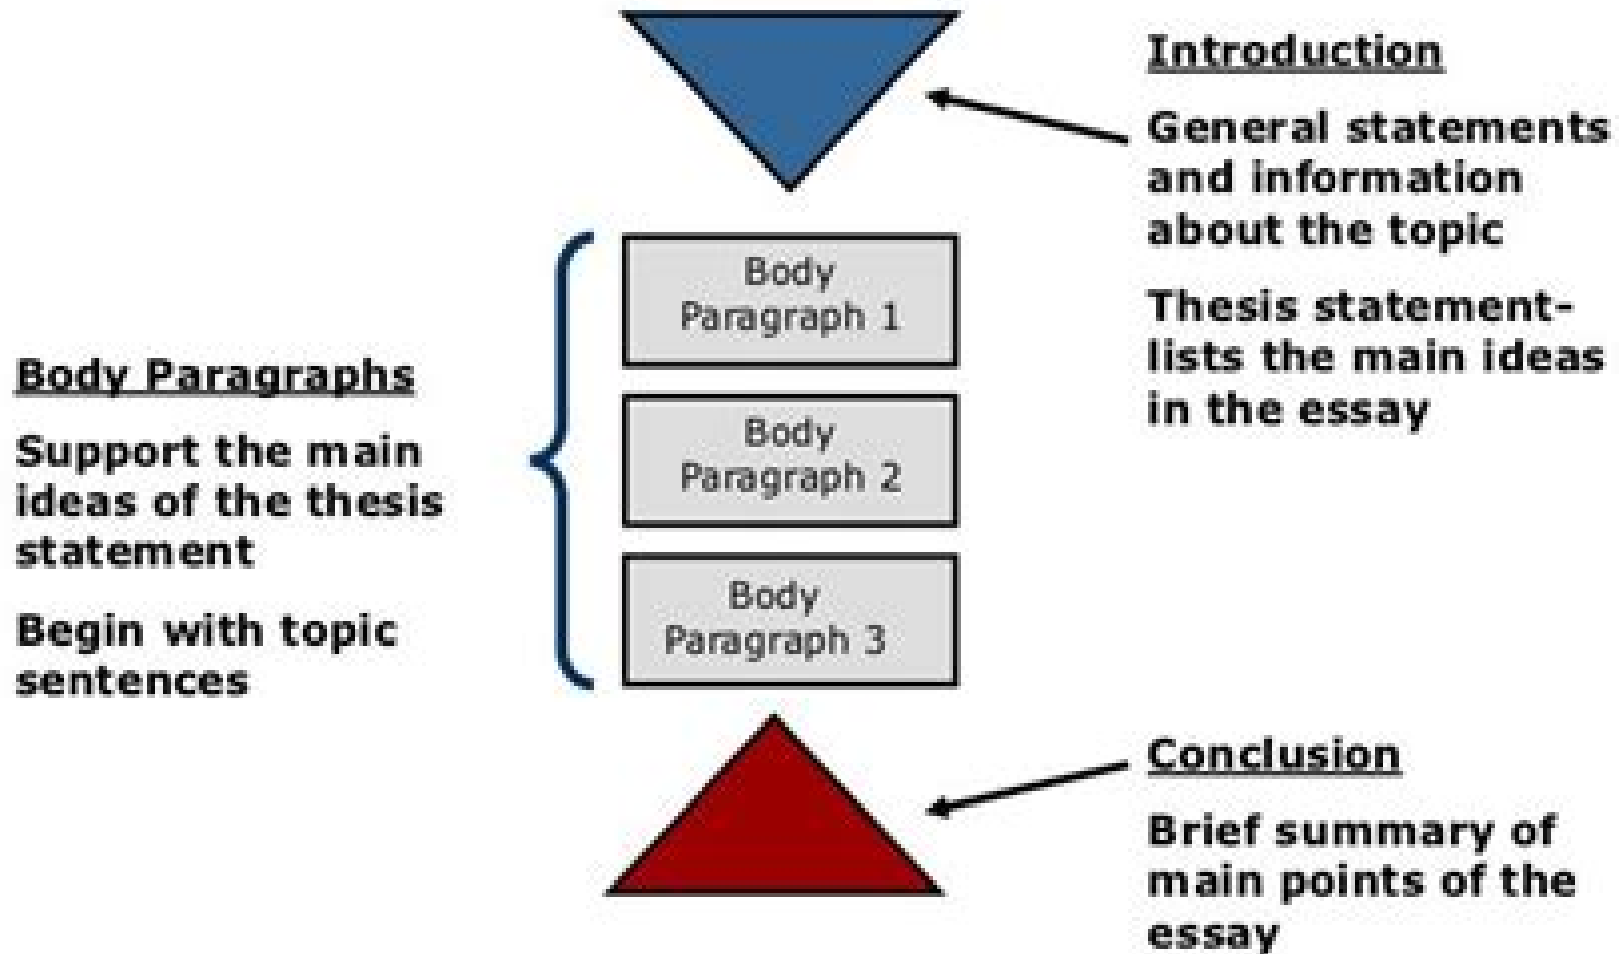 Introduction
General statements
and information
about the topic
Thesis statement-
lists the main ideas
in the essay
Body
Paragraph 1
Body
Paragraph 2
Body
Paragraph 3
Body Paragraphs
Support the main
ideas of the thesis
statement
Begin with topic
sentences
Conclusion
Brief summary of
main points of the
essay